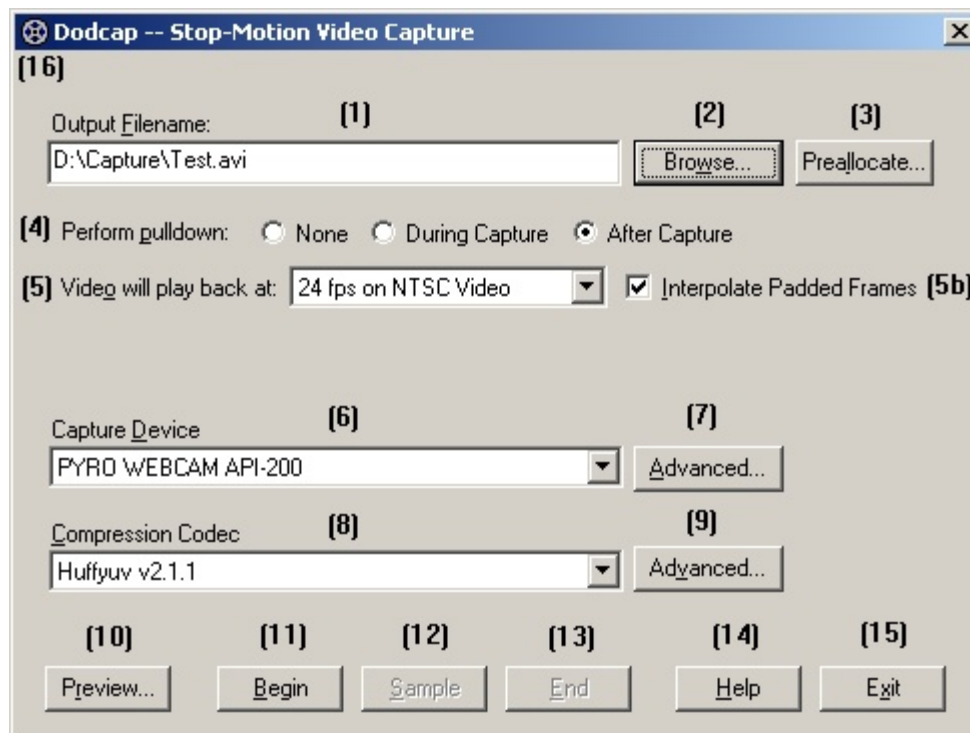 Dodcap -- Stop-Motion Video Capture
(16)
(1) (2) (3)
Output Filename:
D:\Capture\Test.avi Browse... Preallocate...
(4) Perform pulldown: None During Capture After Capture
(5) Video will play back at: 24 fps on NTSC Video Interpolate Padded Frames (5b)
(6) (7)
Capture Device
PYRO WEBCAM API-200 Advanced...
(8) (9)
Compression Codec
Huffyuv v2.1.1 Advanced...
(10) (11) (12) (13) (14) (15)
Preview... Begin Sample End Help Exit